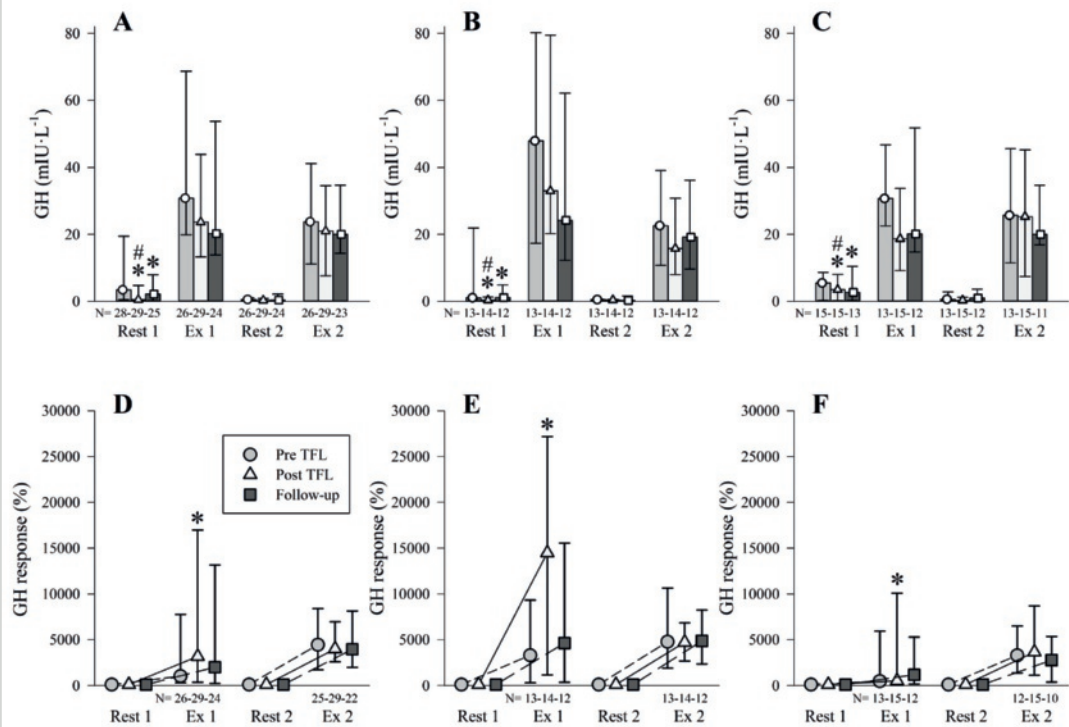 A
B
C
80
60
40
20
0
GH (mIU·L⁻¹)
#
* *
N= 28-29-25 26-29-24 26-29-24 26-29-23
Rest 1 Ex 1 Rest 2 Ex 2
80
60
40
20
0
GH (mIU·L⁻¹)
#
* *
N= 13-14-12 13-14-12 13-14-12 13-14-12
Rest 1 Ex 1 Rest 2 Ex 2
80
60
40
20
0
GH (mIU·L⁻¹)
#
* *
N= 15-15-13 13-15-12 13-15-12 13-15-11
Rest 1 Ex 1 Rest 2 Ex 2
D
E
F
30000
25000
20000
15000
10000
5000
0
GH response (%)
Pre TFL
Post TFL
Follow-up
*
N= 26-29-24 25-29-22
Rest 1 Ex 1 Rest 2 Ex 2
30000
25000
20000
15000
10000
5000
0
GH response (%)
*
N= 13-14-12 13-14-12
Rest 1 Ex 1 Rest 2 Ex 2
30000
25000
20000
15000
10000
5000
0
GH response (%)
*
N= 13-15-12 12-15-10
Rest 1 Ex 1 Rest 2 Ex 2